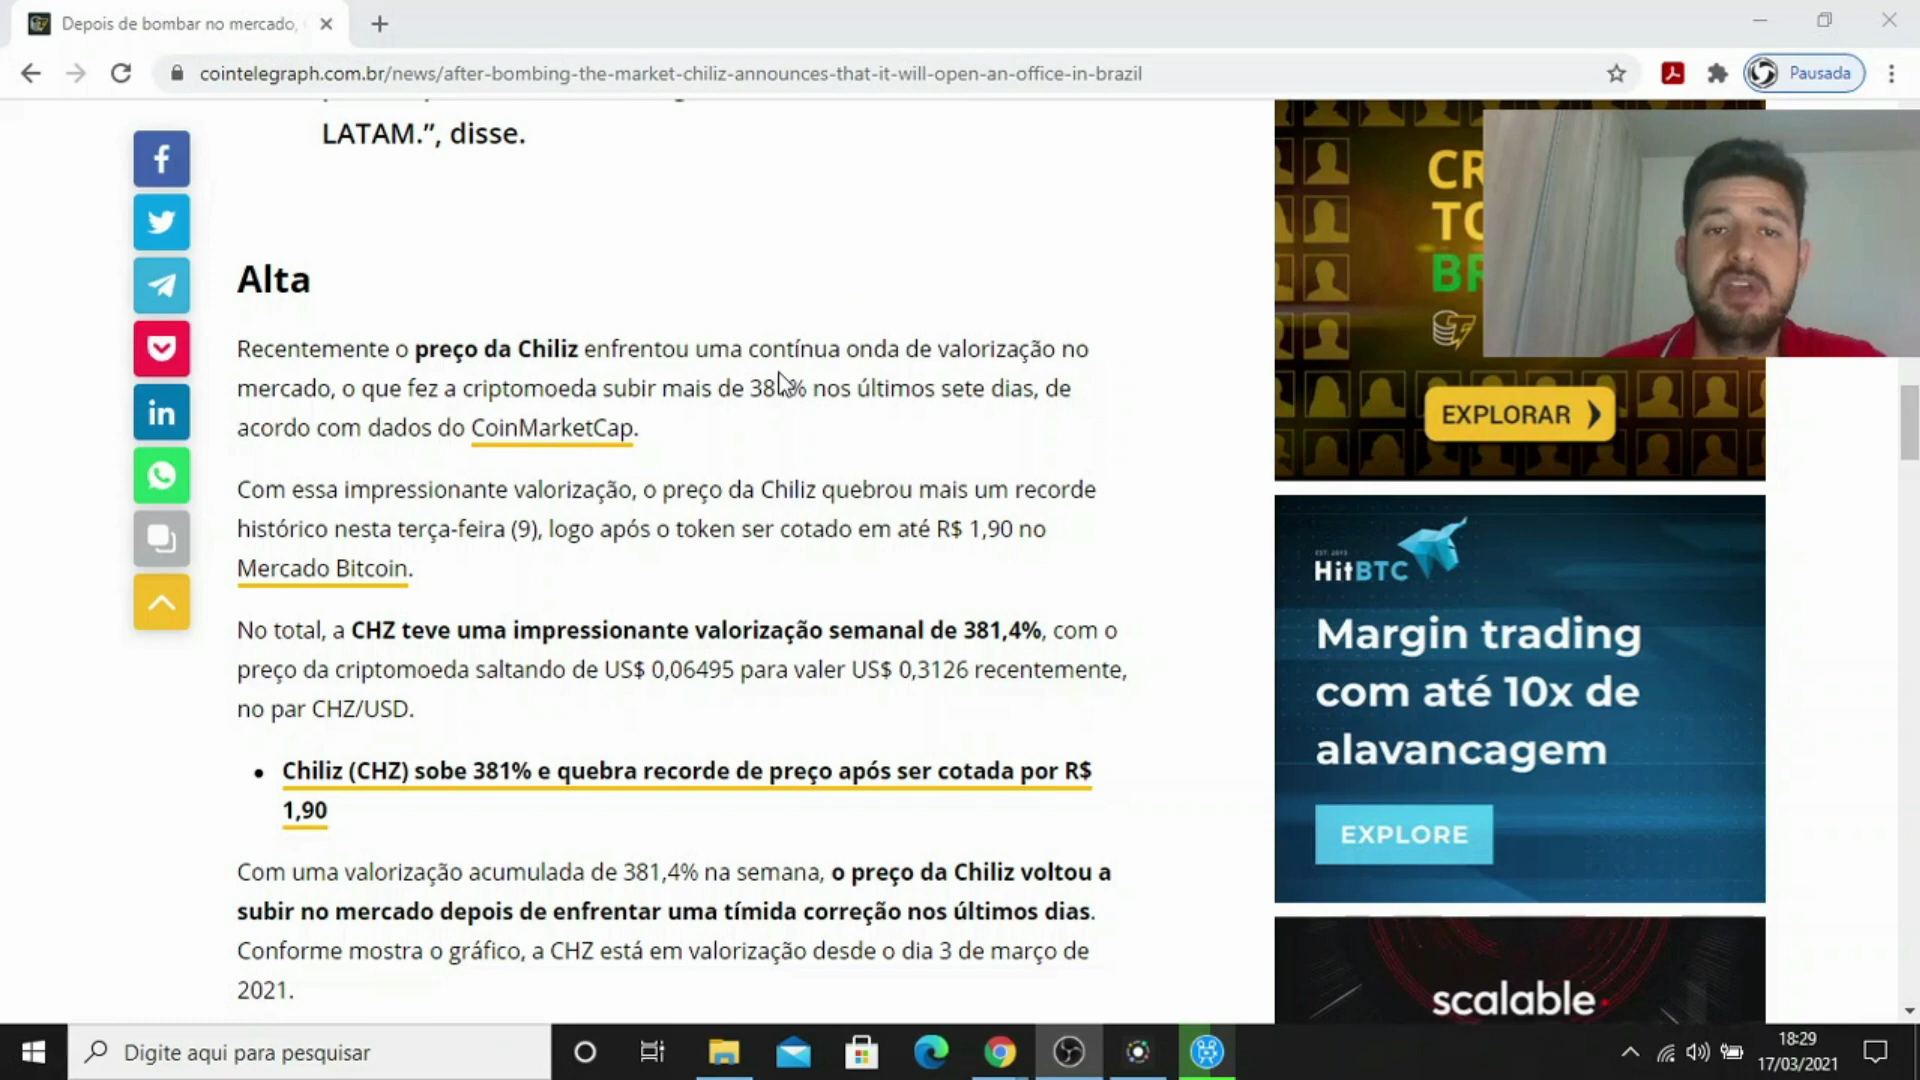 Depois de bombar no mercado,
cointelegraph.com.br/news/after-bombing-the-market-chiliz-announces-that-it-will-open-an-office-in-brazil
Pausada
LATAM.”, disse.
Alta
Recentemente o preço da Chiliz enfrentou uma contínua onda de valorização no
mercado, o que fez a criptomoeda subir mais de nos últimos sete dias, de
acordo com dados do CoinMarketCap.
Com essa impressionante valorização, o preço da Chiliz quebrou mais um recorde
histórico nesta terça-feira (9), logo após o token ser cotado em até R$ 1,90 no
Mercado Bitcoin.
No total, a CHZ teve uma impressionante valorização semanal de 381,4%, com o
preço da criptomoeda saltando de US$ 0,06495 para valer US$ 0,3126 recentemente,
no par CHZ/USD.
Chiliz (CHZ) sobe 381% e quebra recorde de preço após ser cotada por R$
1,90
Com uma valorização acumulada de 381,4% na semana, o preço da Chiliz voltou a
subir no mercado depois de enfrentar uma tímida correção nos últimos dias.
Conforme mostra o gráfico, a CHZ está em valorização desde o dia 3 de março de
2021.
CR
TO
BR
EXPLORAR
EST. 2013
HitBTC
Margin trading
com até 10x de
alavancagem
EXPLORE
scalable
Digite aqui para pesquisar
18:29
17/03/2021